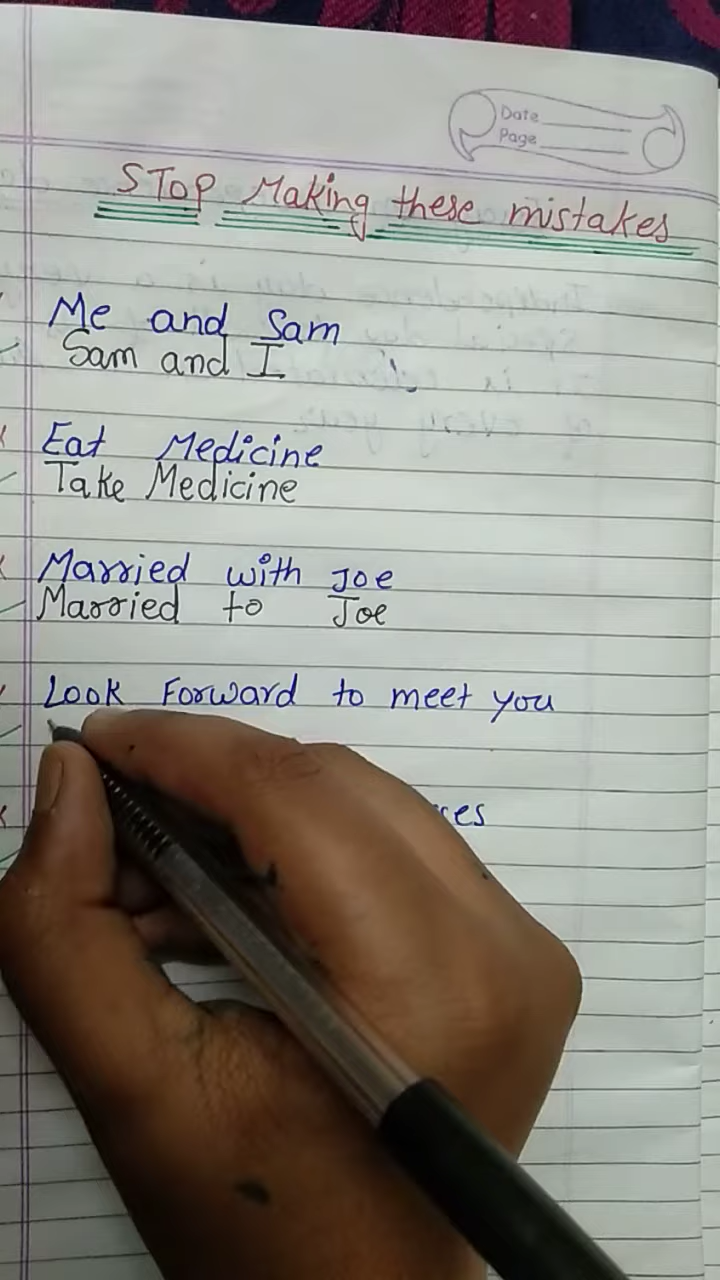 Date
Page
STOP Making these mistakes
Me and Sam
Sam and I
Eat Medicine
Take Medicine
Married with Joe
Married to Joe
Look Forward to meet you